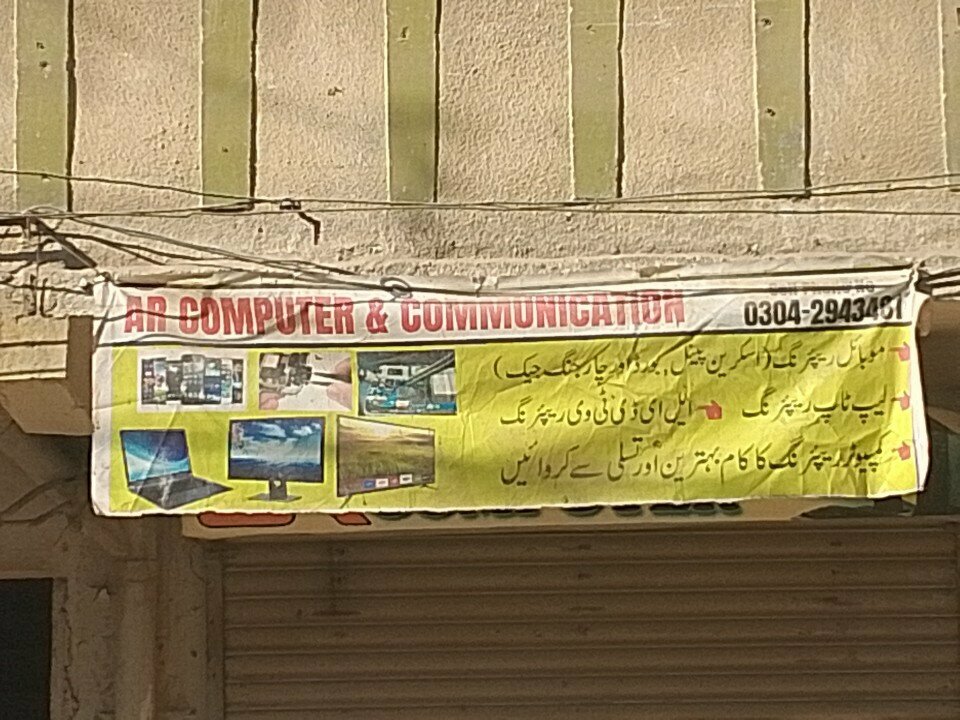 AR COMPUTER & COMMUNICATION
0304-2943461
موبائل ریپئرنگ (اسکرین پینل، بورڈ اور چارجنگ جیک)
لیپ ٹاپ ریپئرنگ ایل ای ڈی ٹی وی ریپئرنگ
کمپیوٹر ریپئرنگ کا کام بہترین اور تسلی سے کروائیں